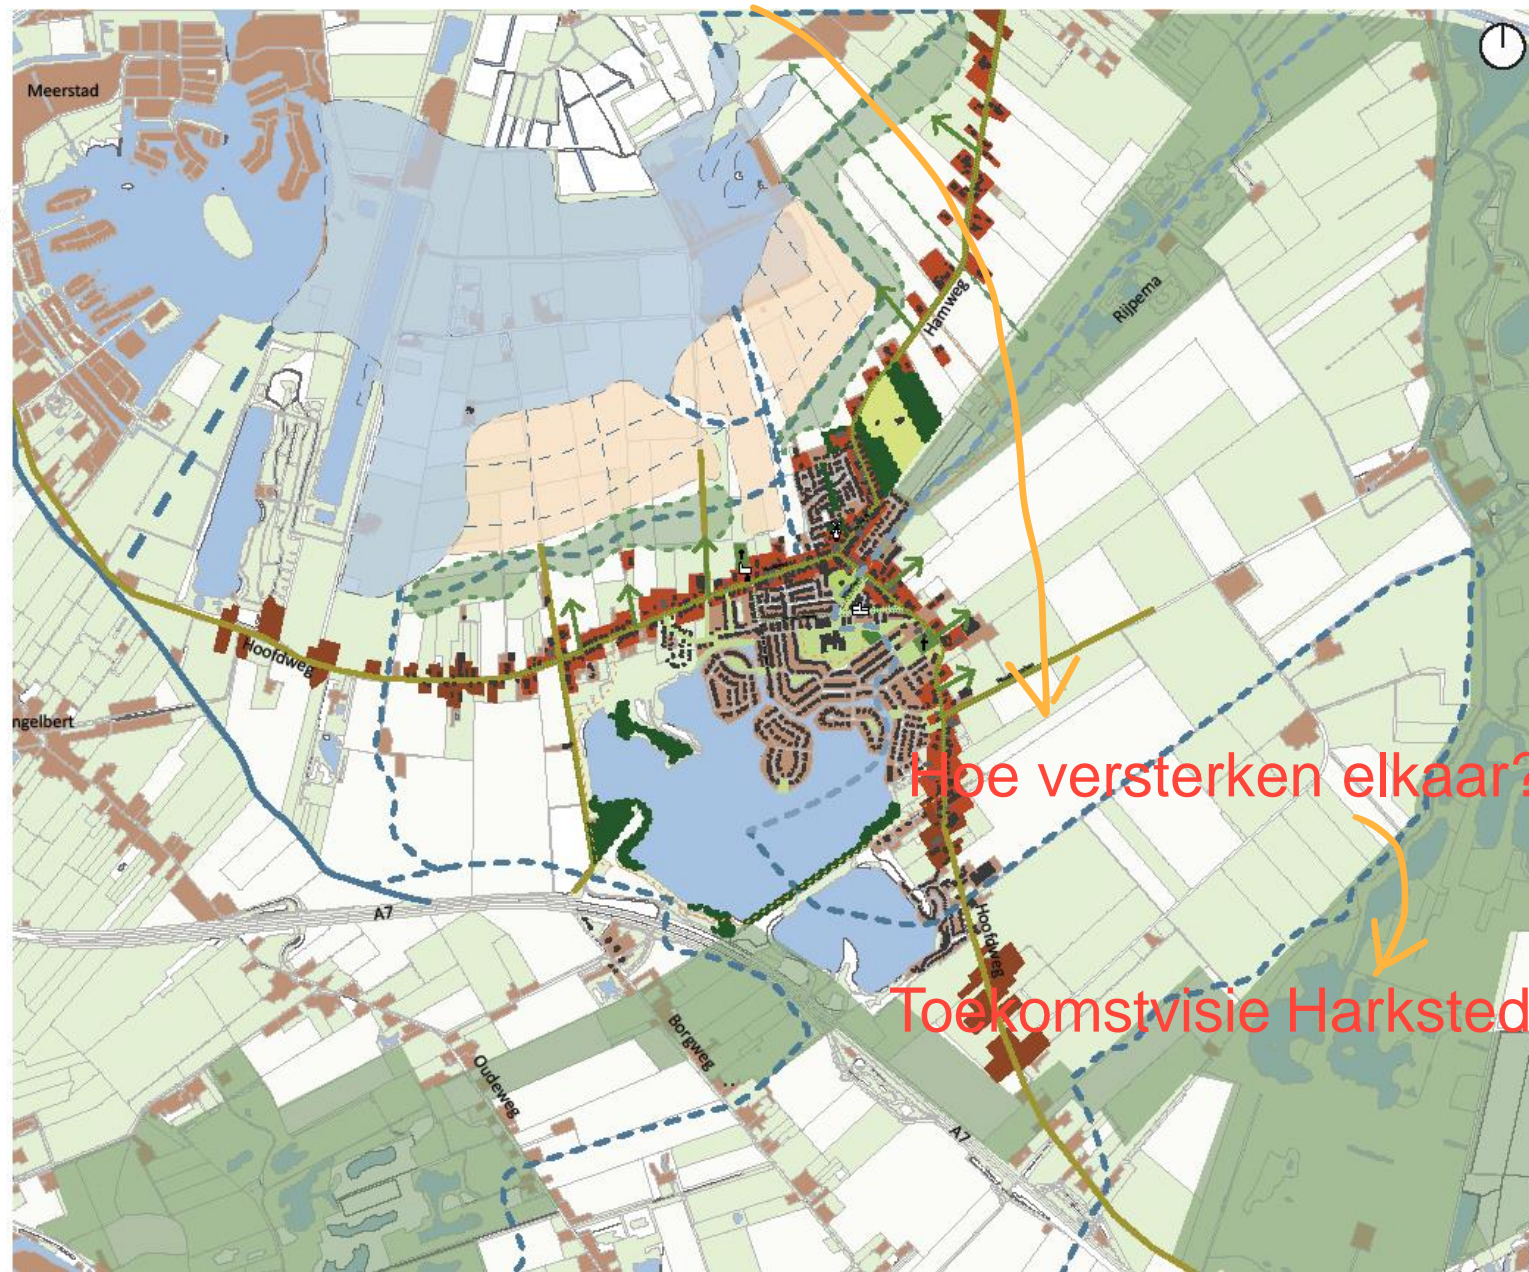 Meerstad
Hamweg
Rijpema
Hoofdweg
ngelbert
Hoe versterken elkaar?
A7
Hoofdweg
Toekomstvisie Harksted
Borgweg
Oudeweg
A7